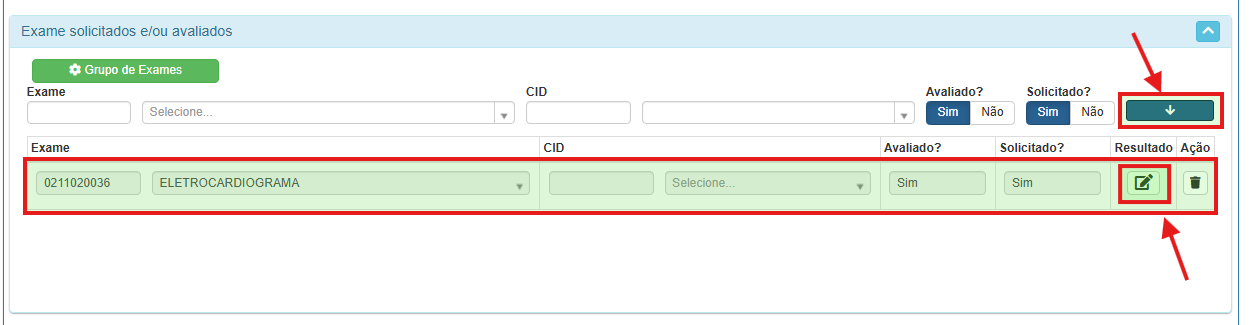 Exame solicitados e/ou avaliados
Grupo de Exames
Exame CID Avaliado? Solicitado?
Selecione... Sim Não Sim Não
Exame CID Avaliado? Solicitado? Resultado Ação
0211020036 ELETROCARDIOGRAMA Selecione... Sim Sim